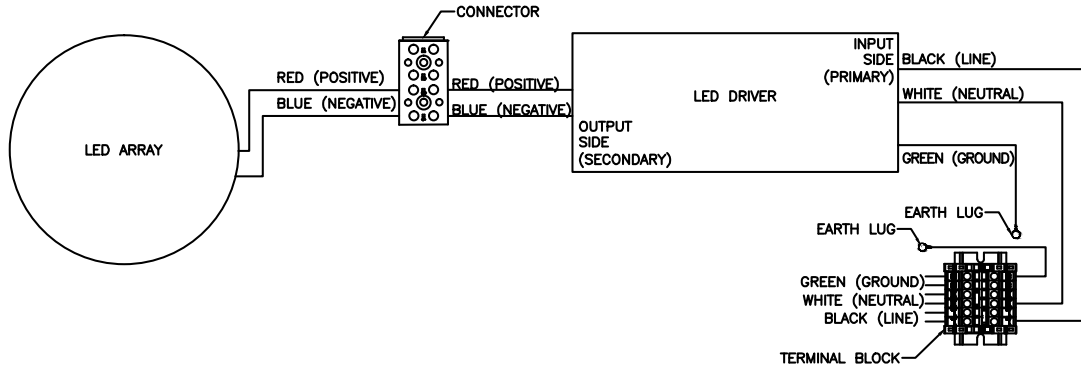 CONNECTOR
RED (POSITIVE)
BLUE (NEGATIVE)
RED (POSITIVE)
BLUE (NEGATIVE)
LED ARRAY
LED DRIVER
INPUT
SIDE
(PRIMARY)
OUTPUT
SIDE
(SECONDARY)
BLACK (LINE)
WHITE (NEUTRAL)
GREEN (GROUND)
EARTH LUG
EARTH LUG
GREEN (GROUND)
WHITE (NEUTRAL)
BLACK (LINE)
TERMINAL BLOCK